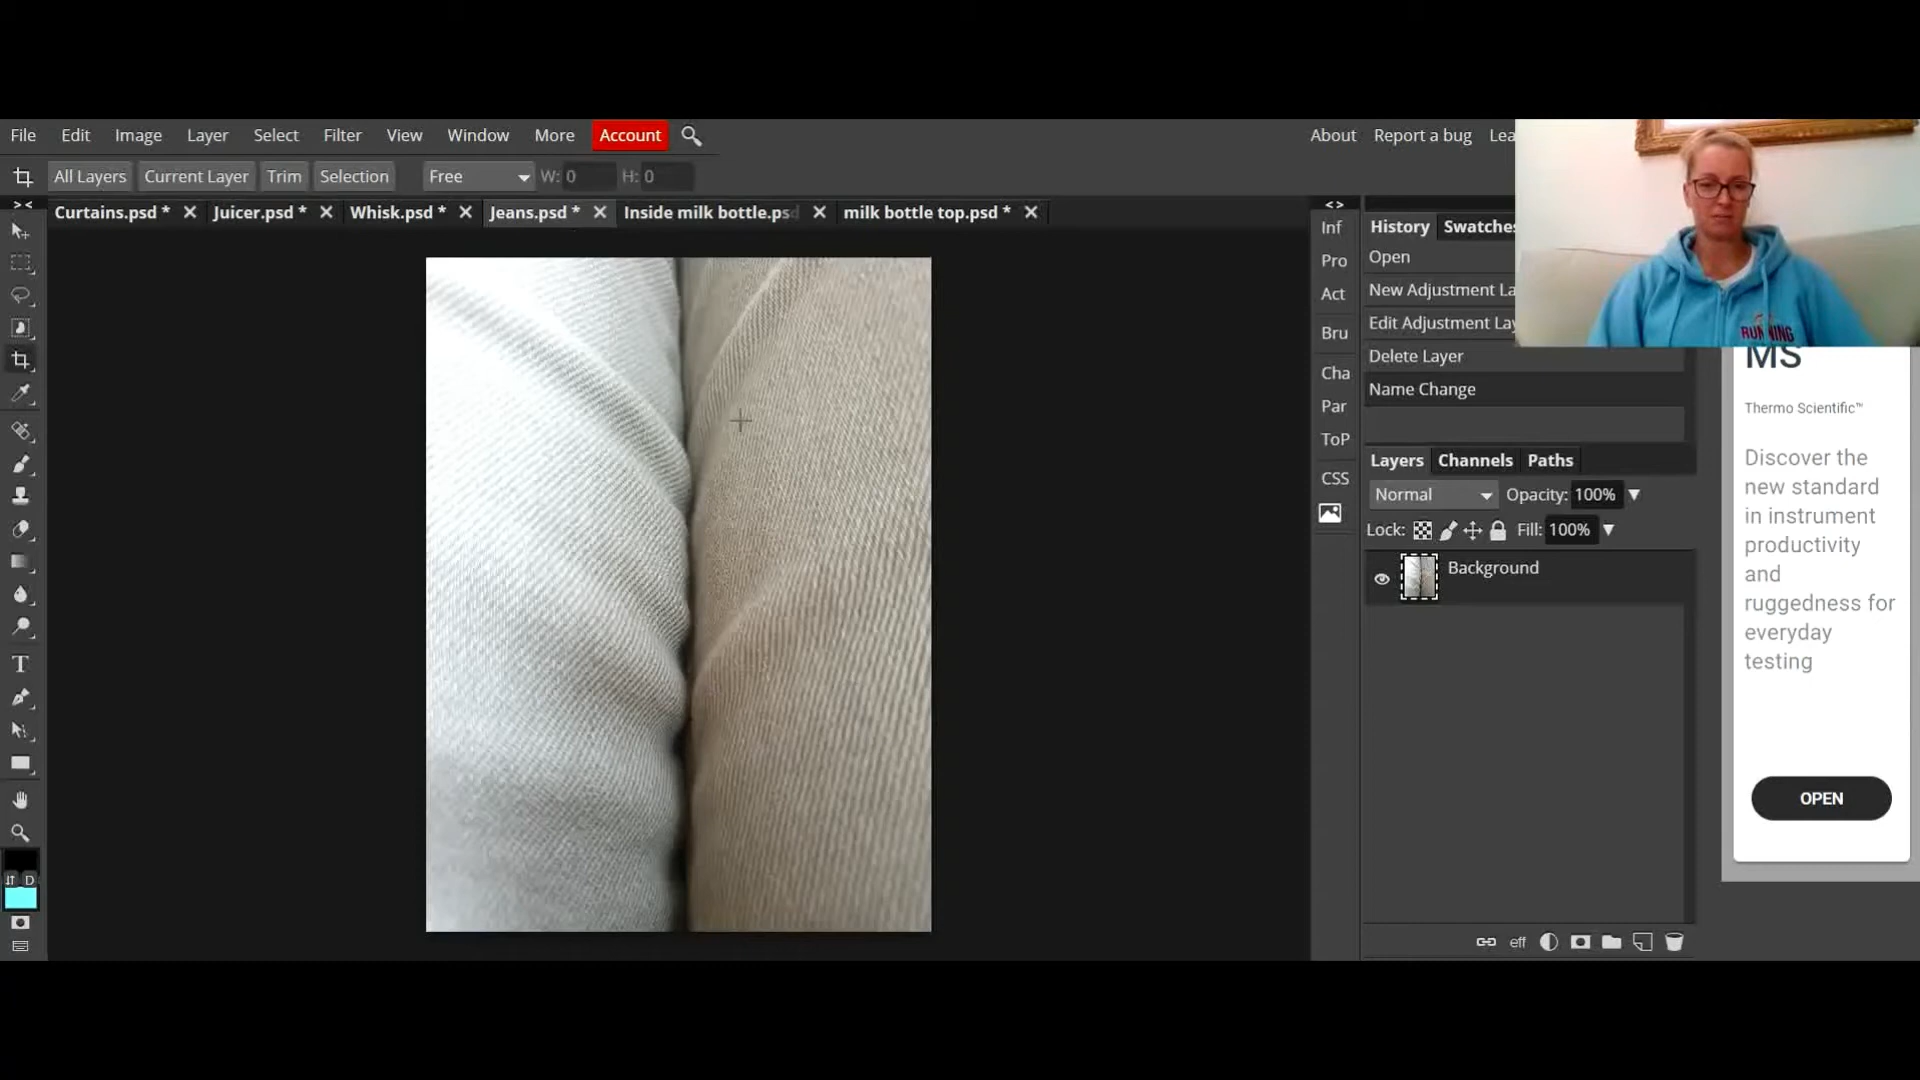 File Edit Image Layer Select Filter View Window More Account About Report a bug Lea
All Layers Current Layer Trim Selection Free W: 0 H: 0
Curtains.psd * Juicer.psd * Whisk.psd * Jeans.psd * Inside milk bottle.psd milk bottle top.psd *
Inf
Pro
Act
Bru
Cha
Par
ToP
CSS
History Swatches
Open
New Adjustment La
Edit Adjustment Lay
Delete Layer
Name Change
Layers Channels Paths
Normal Opacity: 100%
Lock: Fill: 100%
Background
eff
T
D
RUNNING
MS
Thermo Scientific™
Discover the
new standard
in instrument
productivity
and
ruggedness for
everyday
testing
OPEN